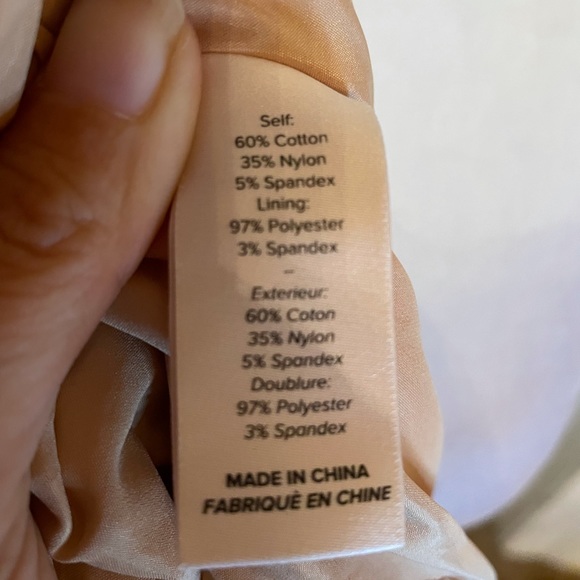 Self:
60% Cotton
35% Nylon
5% Spandex
Lining:
97% Polyester
3% Spandex
–
Exterieur:
60% Coton
35% Nylon
5% Spandex
Doublure:
97% Polyester
3% Spandex
MADE IN CHINA
FABRIQUÈ EN CHINE